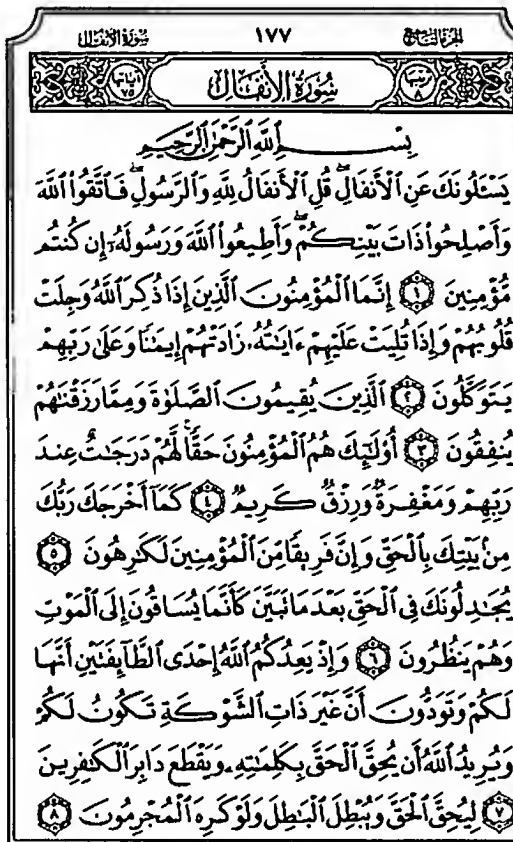 سورة الأنفال ١٧٧ الجزء التاسع
آياتها ٧٥ سُورَةُ الأَنفَالِ ترتيبها ٨
بِسْمِ ٱللَّهِ ٱلرَّحْمَٰنِ ٱلرَّحِيمِ
يَسْـَٔلُونَكَ عَنِ ٱلْأَنفَالِ ۖ قُلِ ٱلْأَنفَالُ لِلَّهِ وَٱلرَّسُولِ ۖ فَٱتَّقُوا۟ ٱللَّهَ
وَأَصْلِحُوا۟ ذَاتَ بَيْنِكُمْ ۖ وَأَطِيعُوا۟ ٱللَّهَ وَرَسُولَهُۥٓ إِن كُنتُم
مُّؤْمِنِينَ ١ إِنَّمَا ٱلْمُؤْمِنُونَ ٱلَّذِينَ إِذَا ذُكِرَ ٱللَّهُ وَجِلَتْ
قُلُوبُهُمْ وَإِذَا تُلِيَتْ عَلَيْهِمْ ءَايَٰتُهُۥ زَادَتْهُمْ إِيمَٰنًا وَعَلَىٰ رَبِّهِمْ
يَتَوَكَّلُونَ ٢ ٱلَّذِينَ يُقِيمُونَ ٱلصَّلَوٰةَ وَمِمَّا رَزَقْنَٰهُمْ
يُنفِقُونَ ٣ أُو۟لَٰٓئِكَ هُمُ ٱلْمُؤْمِنُونَ حَقًّا ۚ لَّهُمْ دَرَجَٰتٌ عِندَ
رَبِّهِمْ وَمَغْفِرَةٌ وَرِزْقٌ كَرِيمٌ ٤ كَمَآ أَخْرَجَكَ رَبُّكَ
مِنۢ بَيْتِكَ بِٱلْحَقِّ وَإِنَّ فَرِيقًا مِّنَ ٱلْمُؤْمِنِينَ لَكَٰرِهُونَ ٥
يُجَٰدِلُونَكَ فِى ٱلْحَقِّ بَعْدَ مَا تَبَيَّنَ كَأَنَّمَا يُسَاقُونَ إِلَى ٱلْمَوْتِ
وَهُمْ يَنظُرُونَ ٦ وَإِذْ يَعِدُكُمُ ٱللَّهُ إِحْدَى ٱلطَّآئِفَتَيْنِ أَنَّهَا
لَكُمْ وَتَوَدُّونَ أَنَّ غَيْرَ ذَاتِ ٱلشَّوْكَةِ تَكُونُ لَكُمْ
وَيُرِيدُ ٱللَّهُ أَن يُحِقَّ ٱلْحَقَّ بِكَلِمَٰتِهِۦ وَيَقْطَعَ دَابِرَ ٱلْكَٰفِرِينَ
٧ لِيُحِقَّ ٱلْحَقَّ وَيُبْطِلَ ٱلْبَٰطِلَ وَلَوْ كَرِهَ ٱلْمُجْرِمُونَ ٨